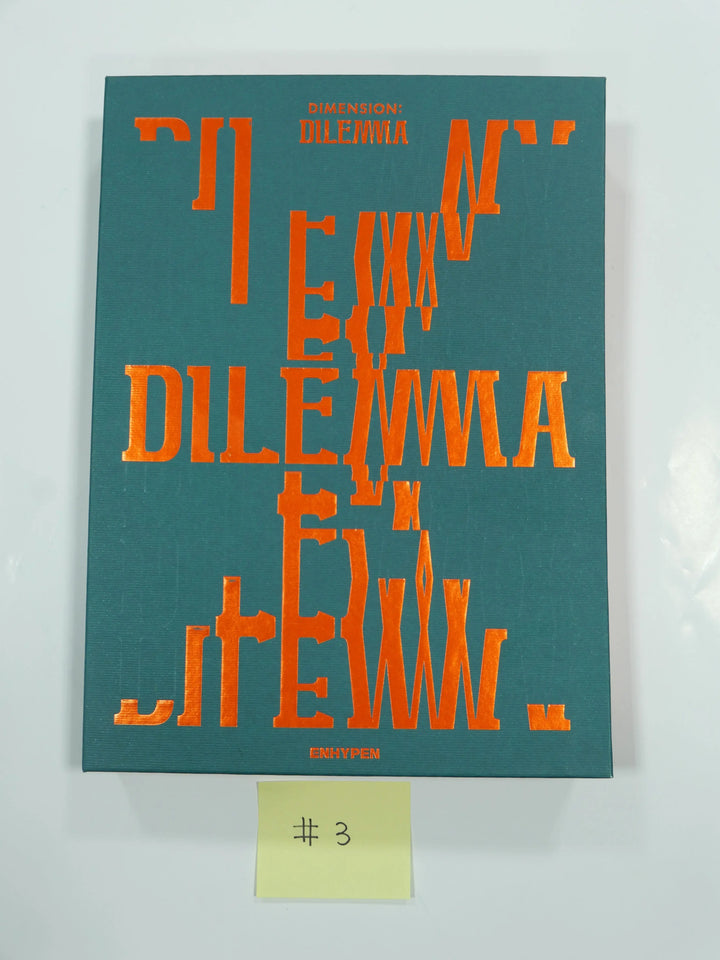 DIMENSION:
DILEMMA
DILEMMA
ENHYPEN
# 3